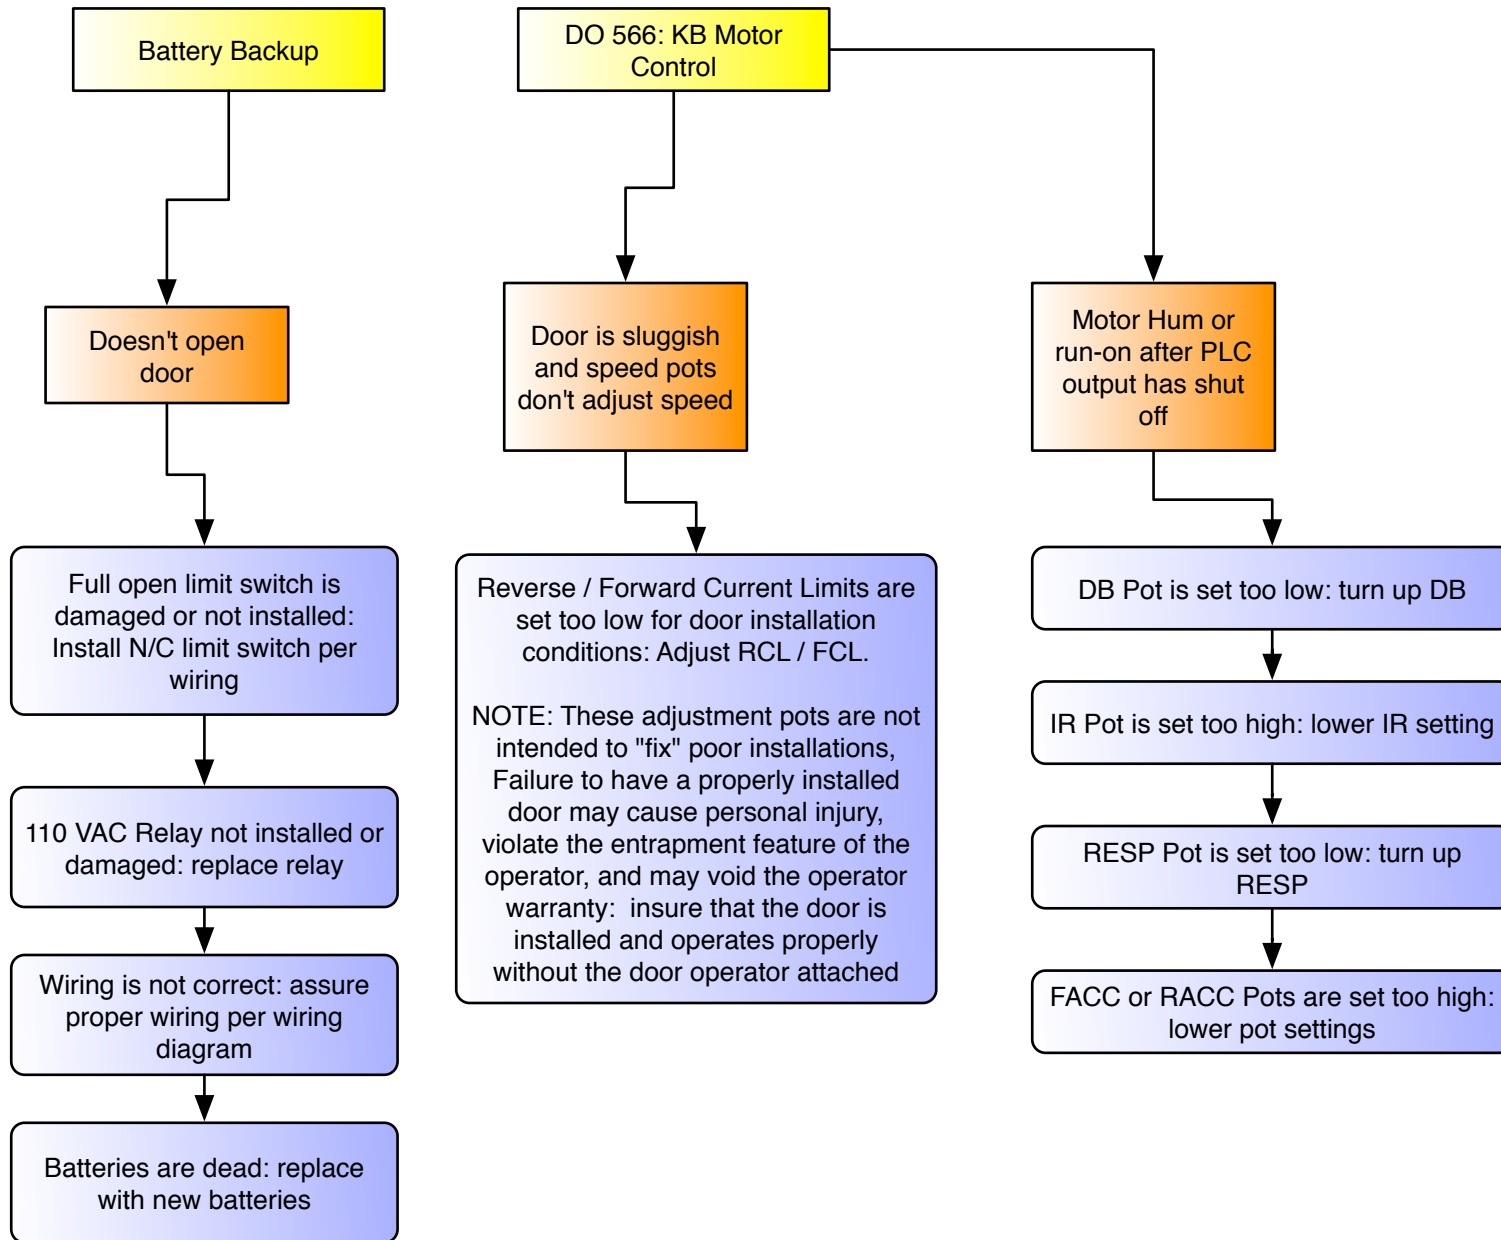 Battery Backup
DO 566: KB Motor
Control
Doesn't open
door
Door is sluggish
and speed pots
don't adjust speed
Motor Hum or
run-on after PLC
output has shut
off
Full open limit switch is
damaged or not installed:
Install N/C limit switch per
wiring
110 VAC Relay not installed or
damaged: replace relay
Wiring is not correct: assure
proper wiring per wiring
diagram
Batteries are dead: replace
with new batteries
Reverse / Forward Current Limits are
set too low for door installation
conditions: Adjust RCL / FCL.
NOTE: These adjustment pots are not
intended to "fix" poor installations,
Failure to have a properly installed
door may cause personal injury,
violate the entrapment feature of the
operator, and may void the operator
warranty:  insure that the door is
installed and operates properly
without the door operator attached
DB Pot is set too low: turn up DB
IR Pot is set too high: lower IR setting
RESP Pot is set too low: turn up
RESP
FACC or RACC Pots are set too high:
lower pot settings